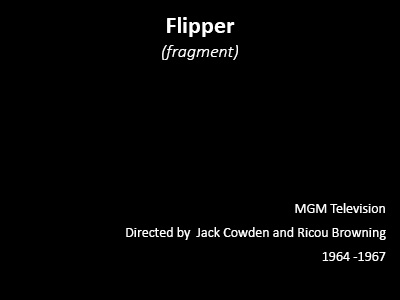 Flipper
(fragment)
MGM Television
Directed by  Jack Cowden and Ricou Browning
1964 -1967